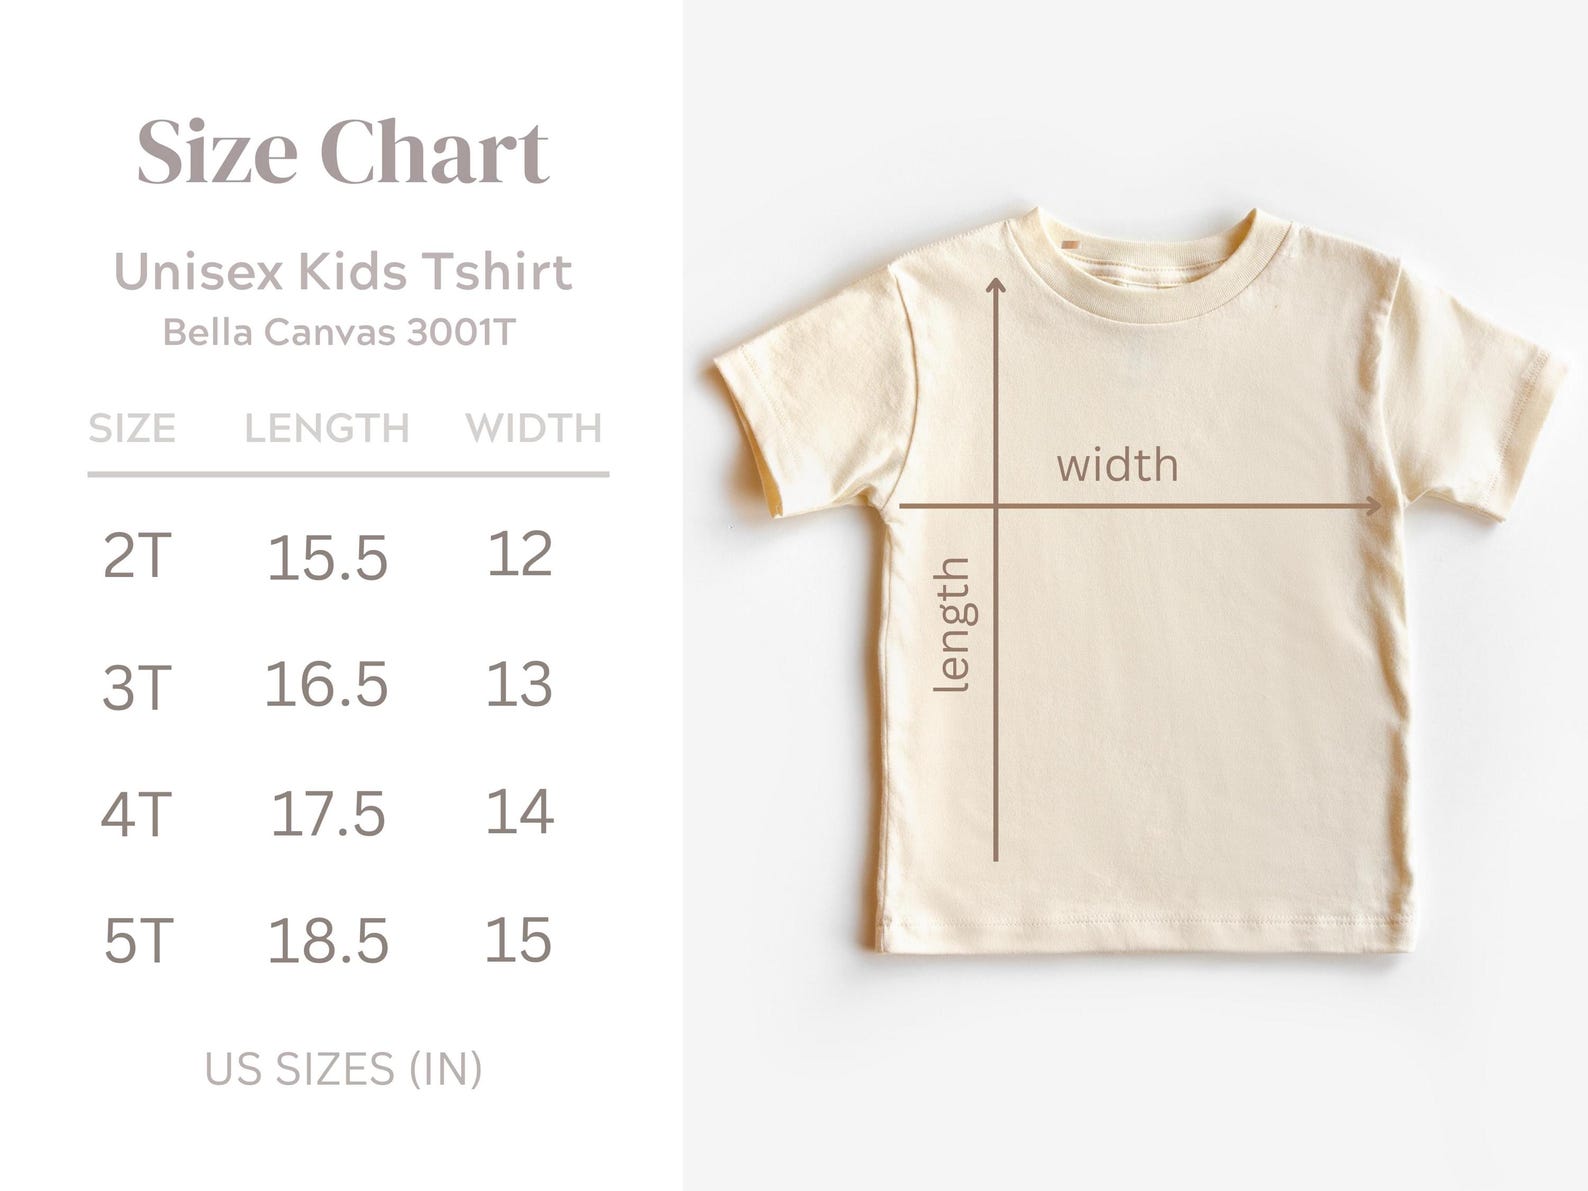 Size Chart
Unisex Kids Tshirt
Bella Canvas 3001T
SIZE LENGTH WIDTH
2T 15.5 12
3T 16.5 13
4T 17.5 14
5T 18.5 15
US SIZES (IN)
width
length